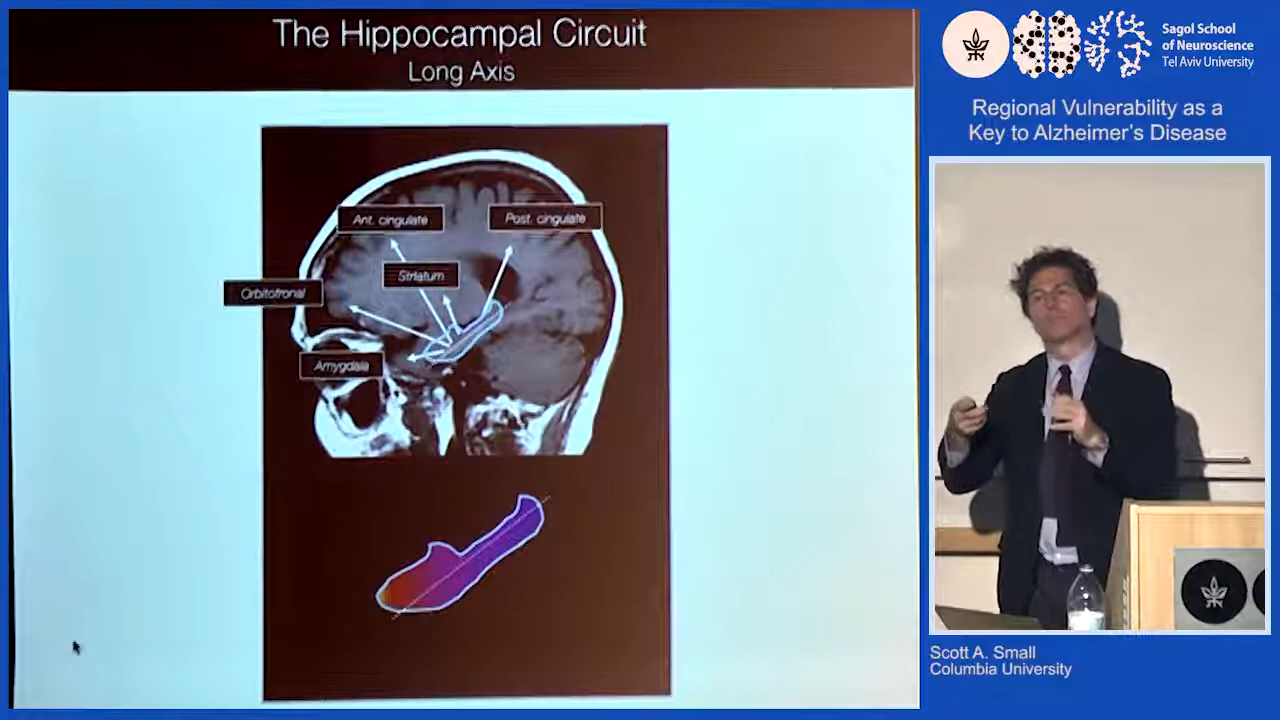 The Hippocampal Circuit
Long Axis
Ant. cingulate
Post. cingulate
Striatum
Orbitofronal
Amygdala
Sagol School
of Neuroscience
Tel Aviv University
Regional Vulnerability as a
Key to Alzheimer's Disease
Scott A. Small
Columbia University